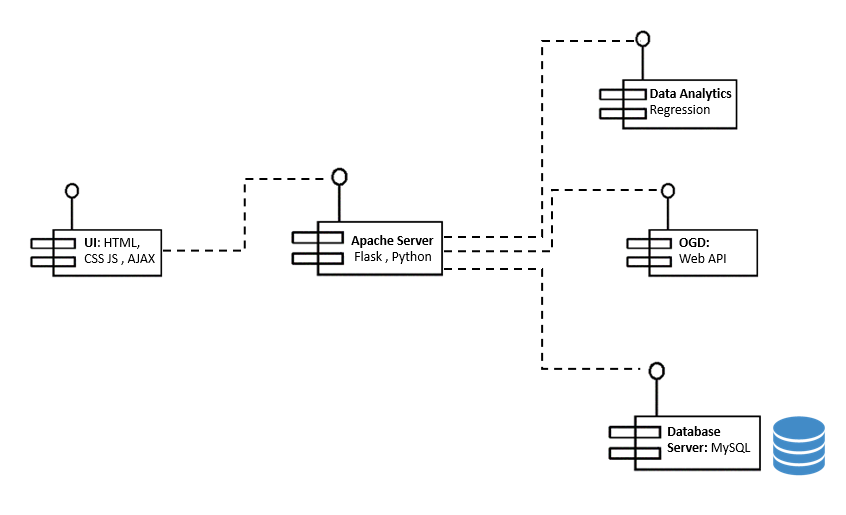 Data Analytics
Regression
UI: HTML,
CSS JS , AJAX
Apache Server
Flask , Python
OGD:
Web API
Database
Server: MySQL